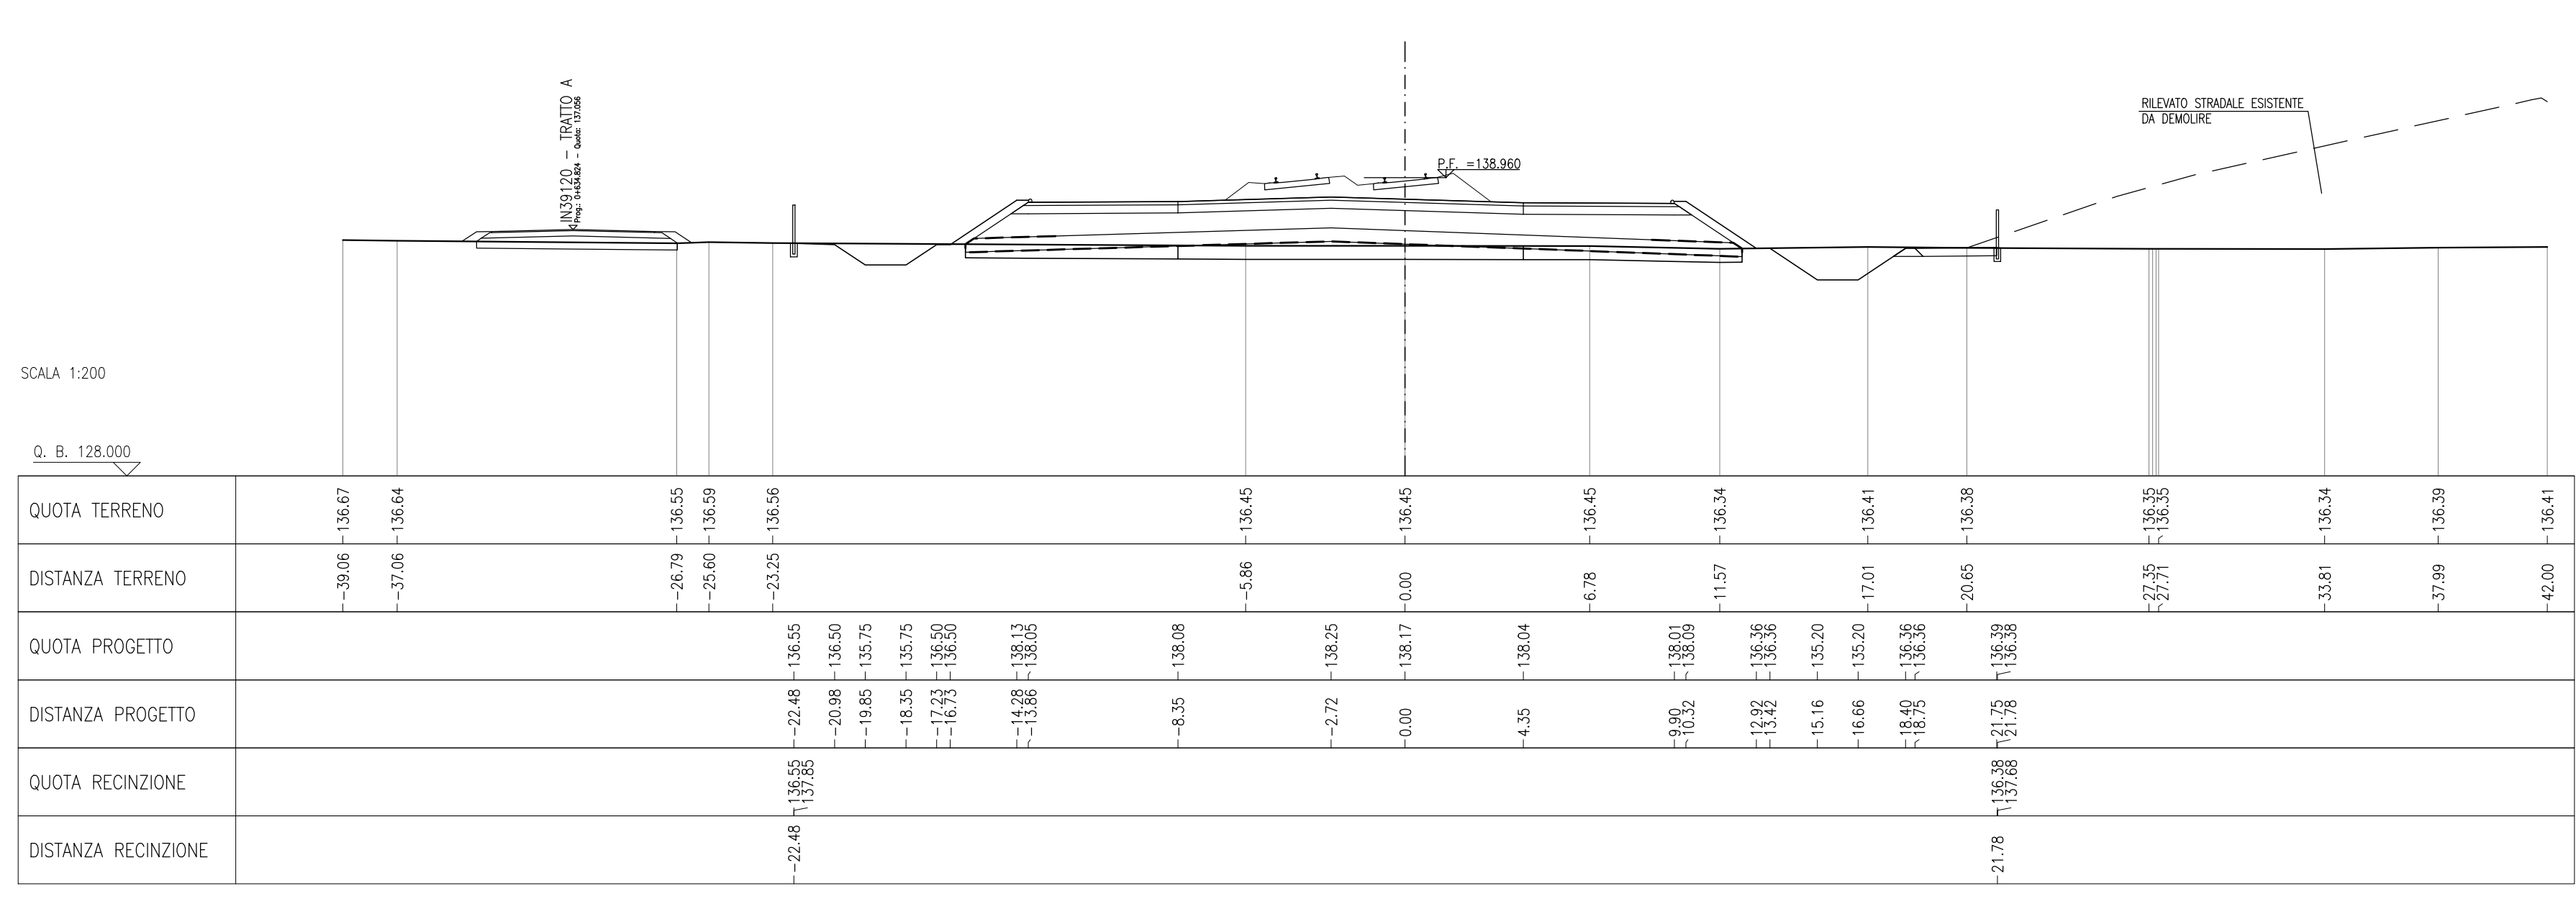 IN39120 - TRATTO A
Prog.: 0+634.824 - Quota: 137.056
P.F. =138.960
RILEVATO STRADALE ESISTENTE
DA DEMOLIRE
SCALA 1:200
Q. B. 128.000
QUOTA TERRENO 136.67 136.64 136.55 136.59 136.56 136.45 136.45 136.45 136.34 136.41 136.38 136.35 136.35 136.34 136.39 136.41
DISTANZA TERRENO -39.06 -37.06 -26.79 -25.60 -23.25 -5.86 0.00 6.78 11.57 17.01 20.65 27.35 27.71 33.81 37.99 42.00
QUOTA PROGETTO 136.55 136.50 135.75 135.75 136.50 136.50 138.13 138.05 138.08 138.25 138.17 138.04 138.01 138.09 136.36 136.36 135.20 135.20 136.36 136.36 136.39 136.38
DISTANZA PROGETTO -22.48 -20.98 -19.85 -18.35 -17.23 -16.73 -14.28 -13.86 -8.35 -2.72 0.00 4.35 9.90 10.32 12.92 13.42 15.16 16.66 18.40 18.75 21.75 21.78
QUOTA RECINZIONE 136.55 137.85 136.38 137.68
DISTANZA RECINZIONE -22.48 21.78